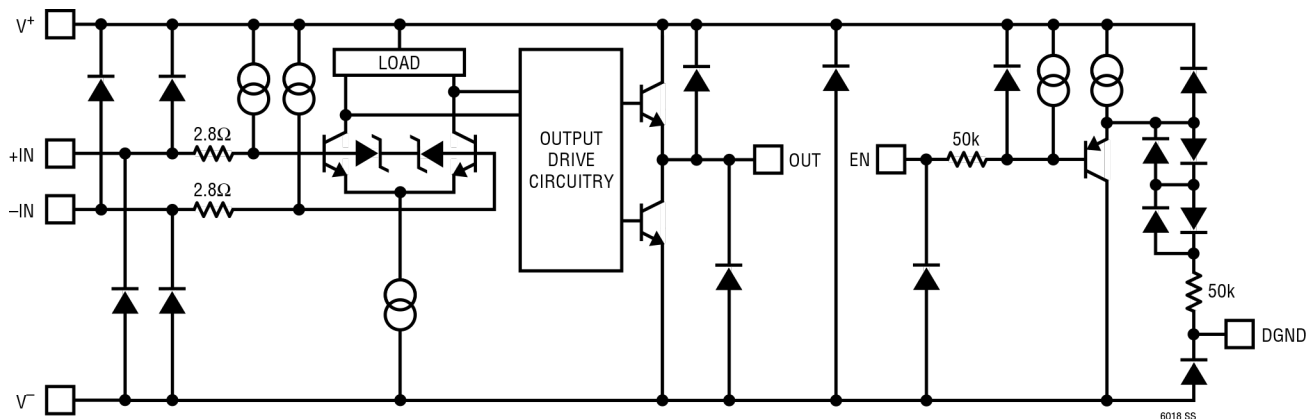 V+
LOAD
2.8Ω
+IN
OUTPUT
DRIVE
CIRCUITRY
OUT
EN
50k
2.8Ω
–IN
50k
DGND
V–
6018 SS